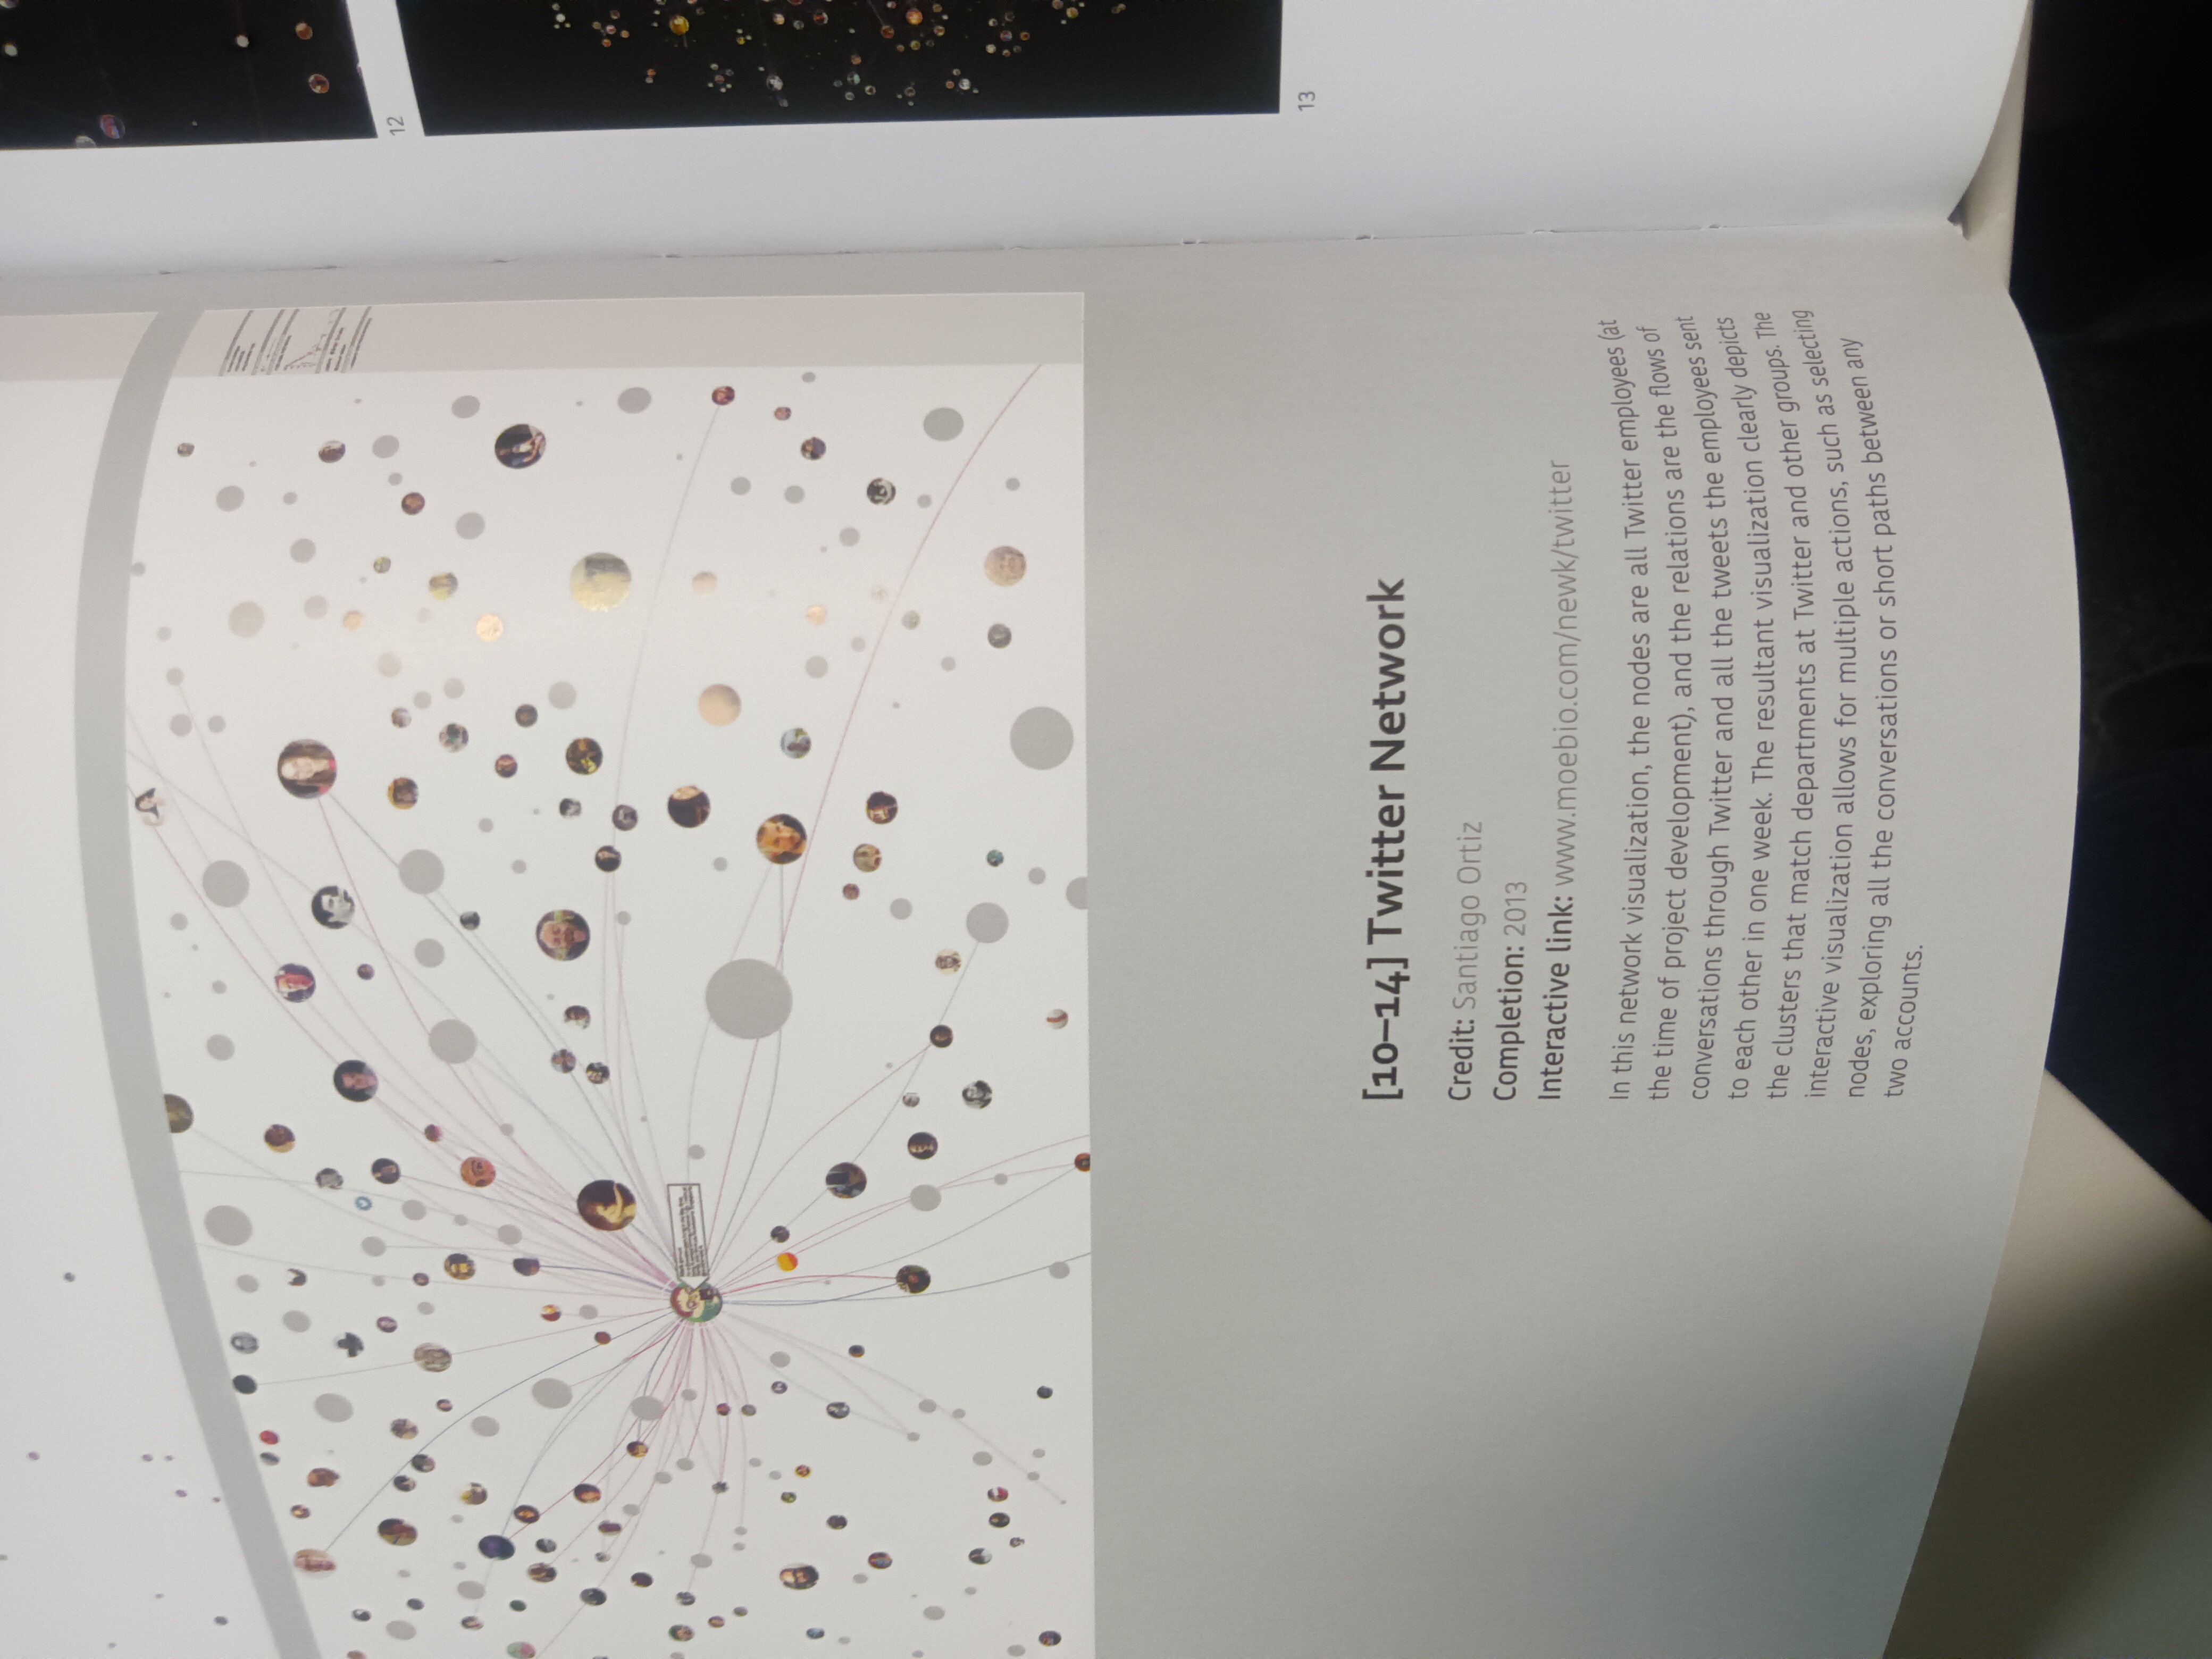 12
13
[10–14] Twitter Network
Credit: Santiago Ortiz
Completion: 2013
Interactive link: www.moebio.com/newk/twitter
In this network visualization, the nodes are all Twitter employees (at
the time of project development), and the relations are the flows of
conversations through Twitter and all the tweets the employees sent
to each other in one week. The resultant visualization clearly depicts
the clusters that match departments at Twitter and other groups. The
interactive visualization allows for multiple actions, such as selecting
nodes, exploring all the conversations or short paths between any
two accounts.